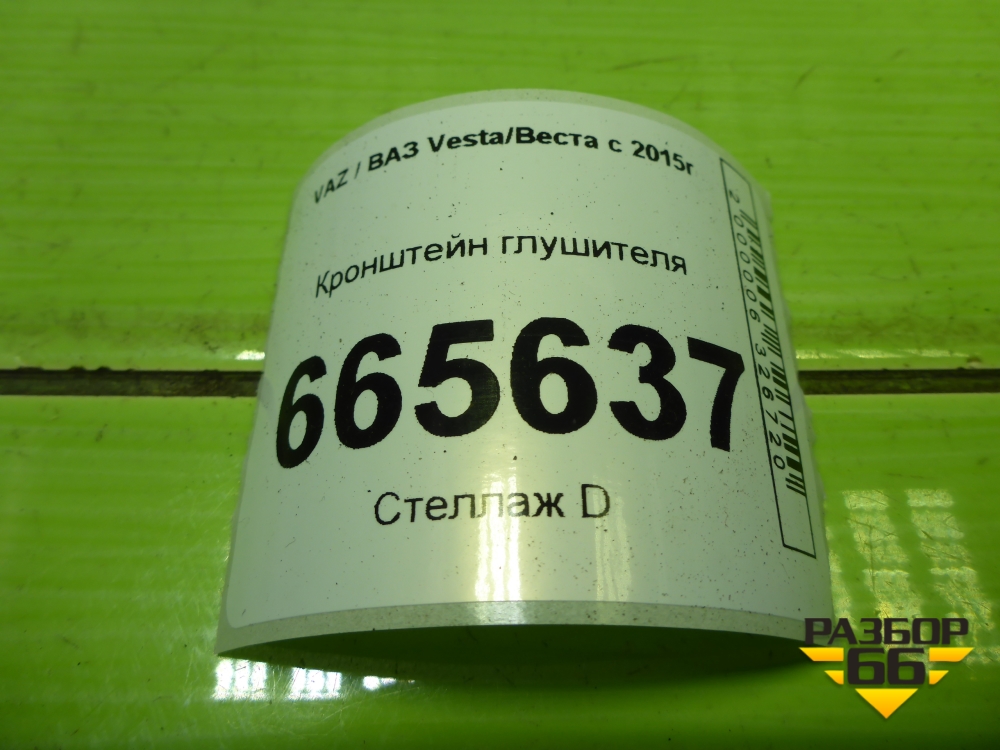 VAZ / ВАЗ Vesta/Веста с 2015г
Кронштейн глушителя
665637
Стеллаж D
2000006326720
РАЗБОР
66